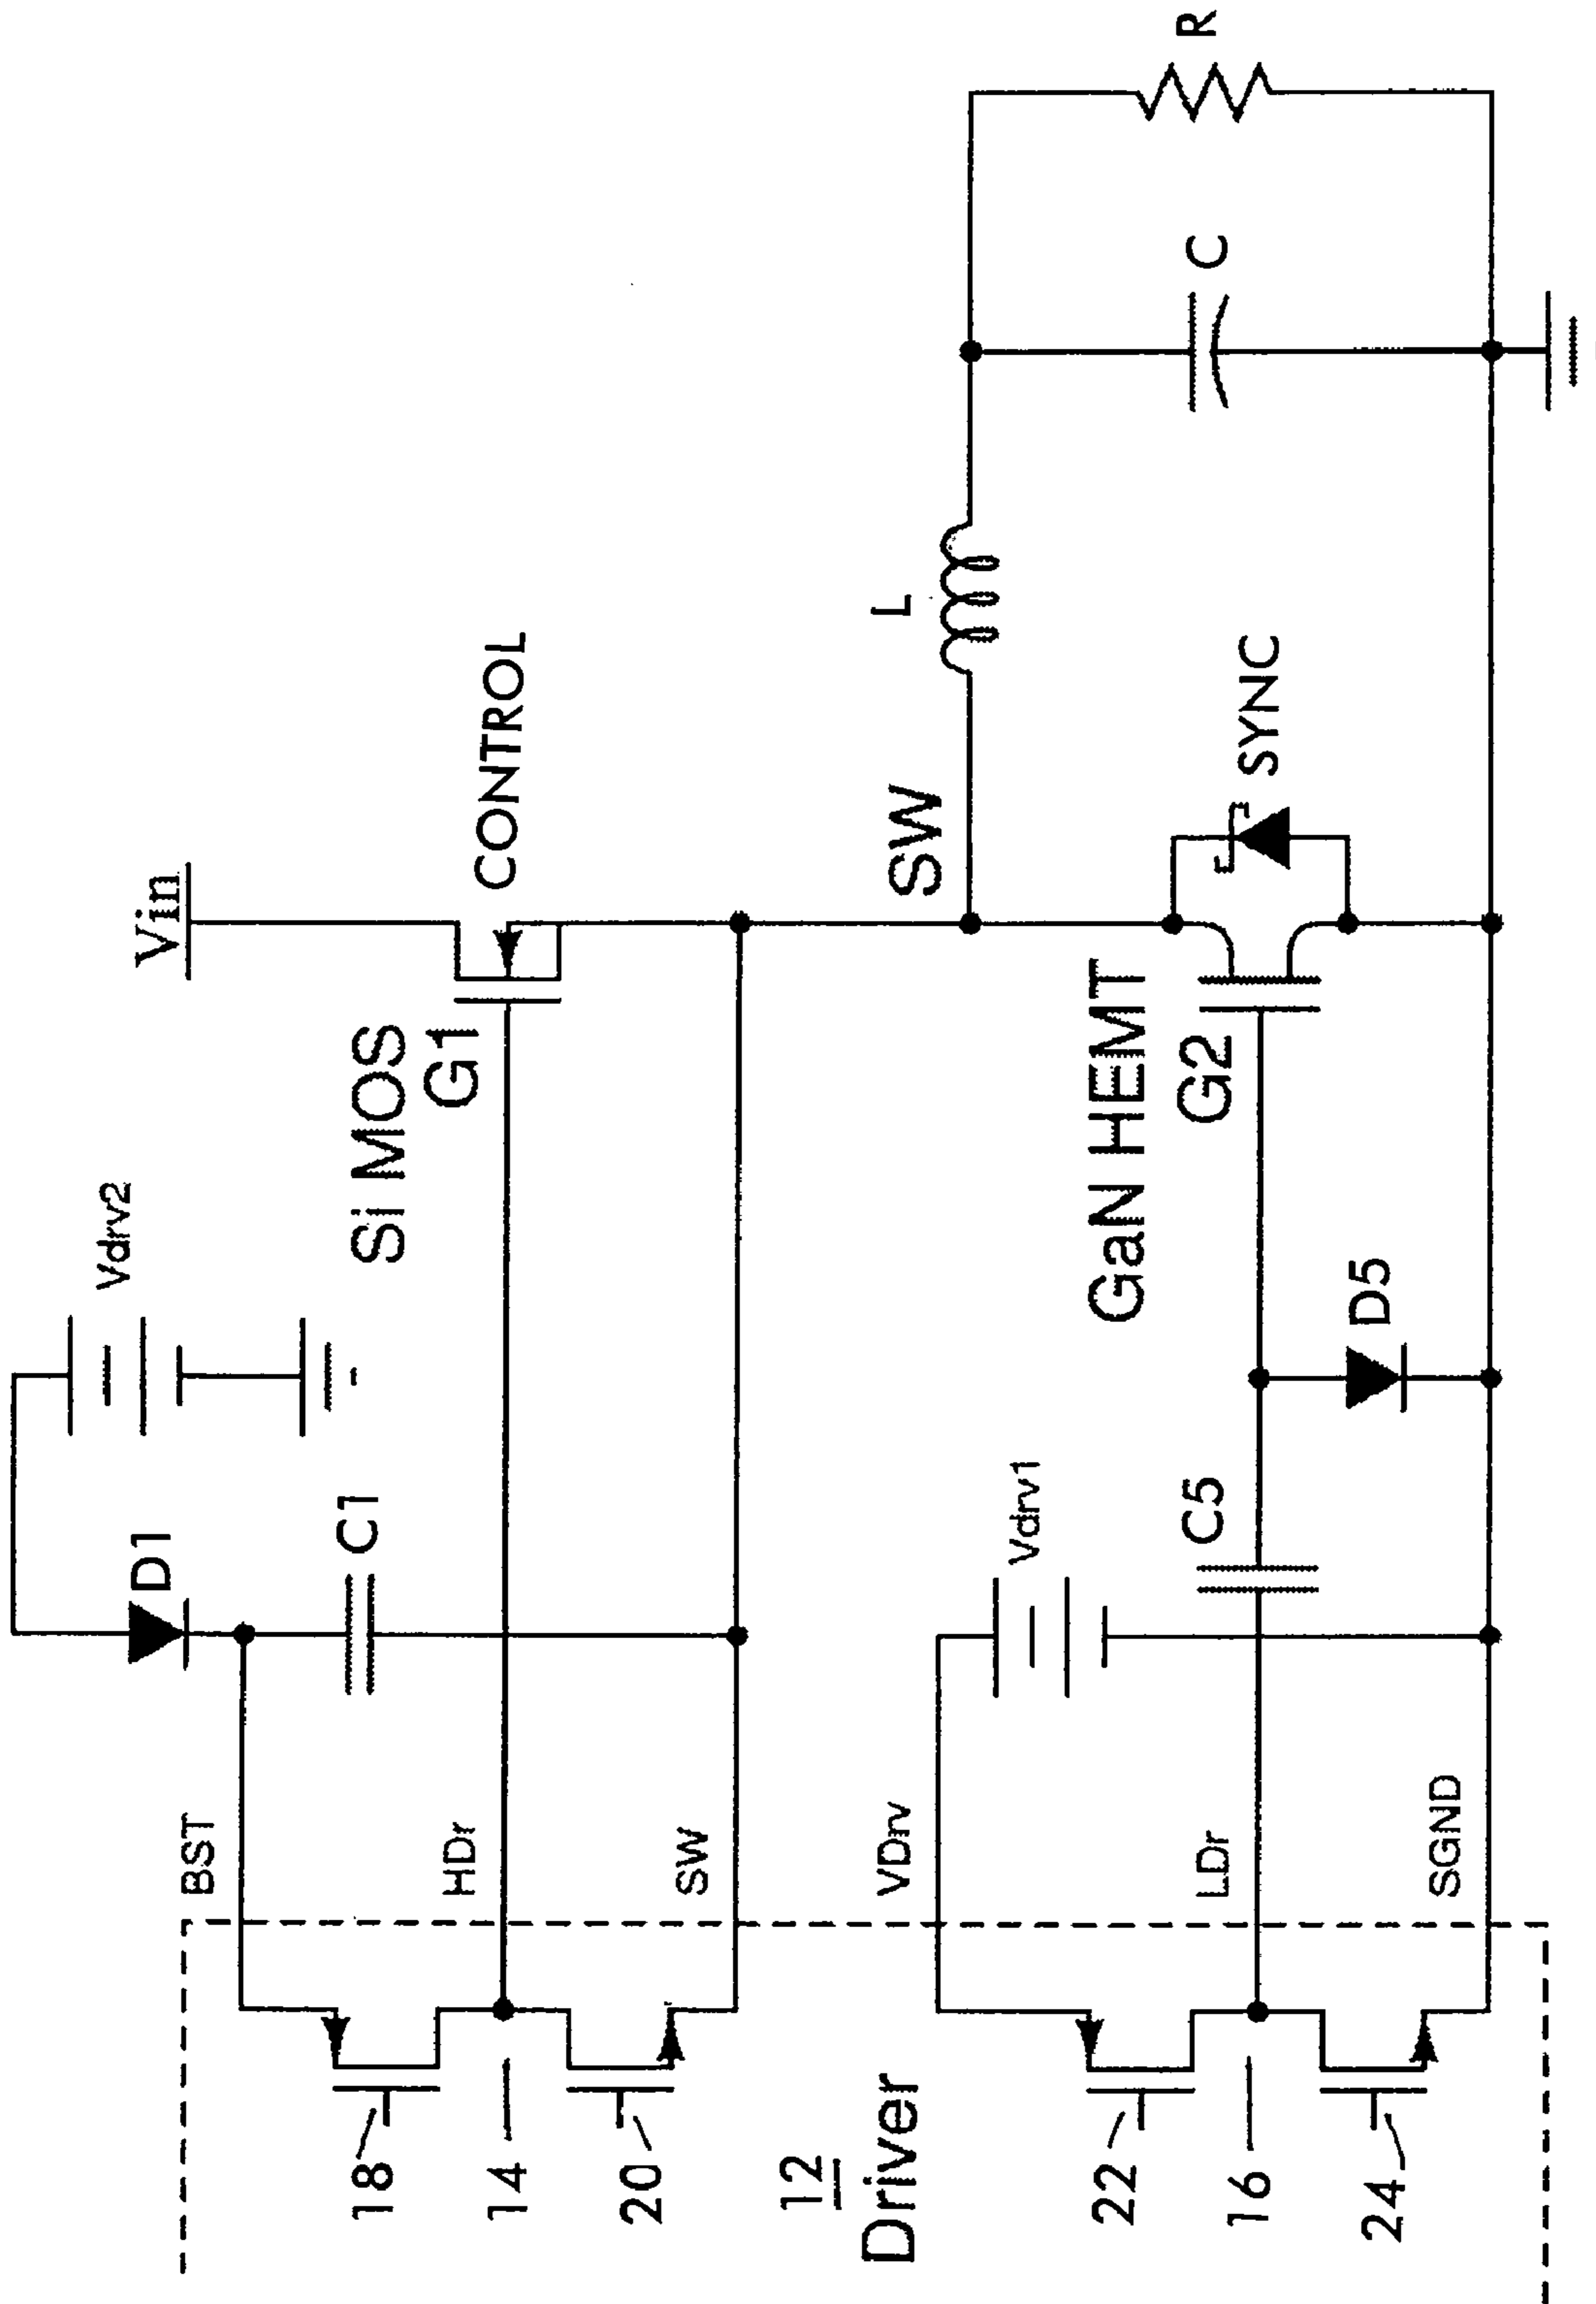 Vdrv2
Vin
D1
BST
C1
Si MOS
G1
CONTROL
18
HDr
14
SW
20
12
Driver
VDrv
Vdrv1
SW
L
R
C
GaN HEMT
G2
SYNC
22
LDr
C5
16
D5
24
SGND